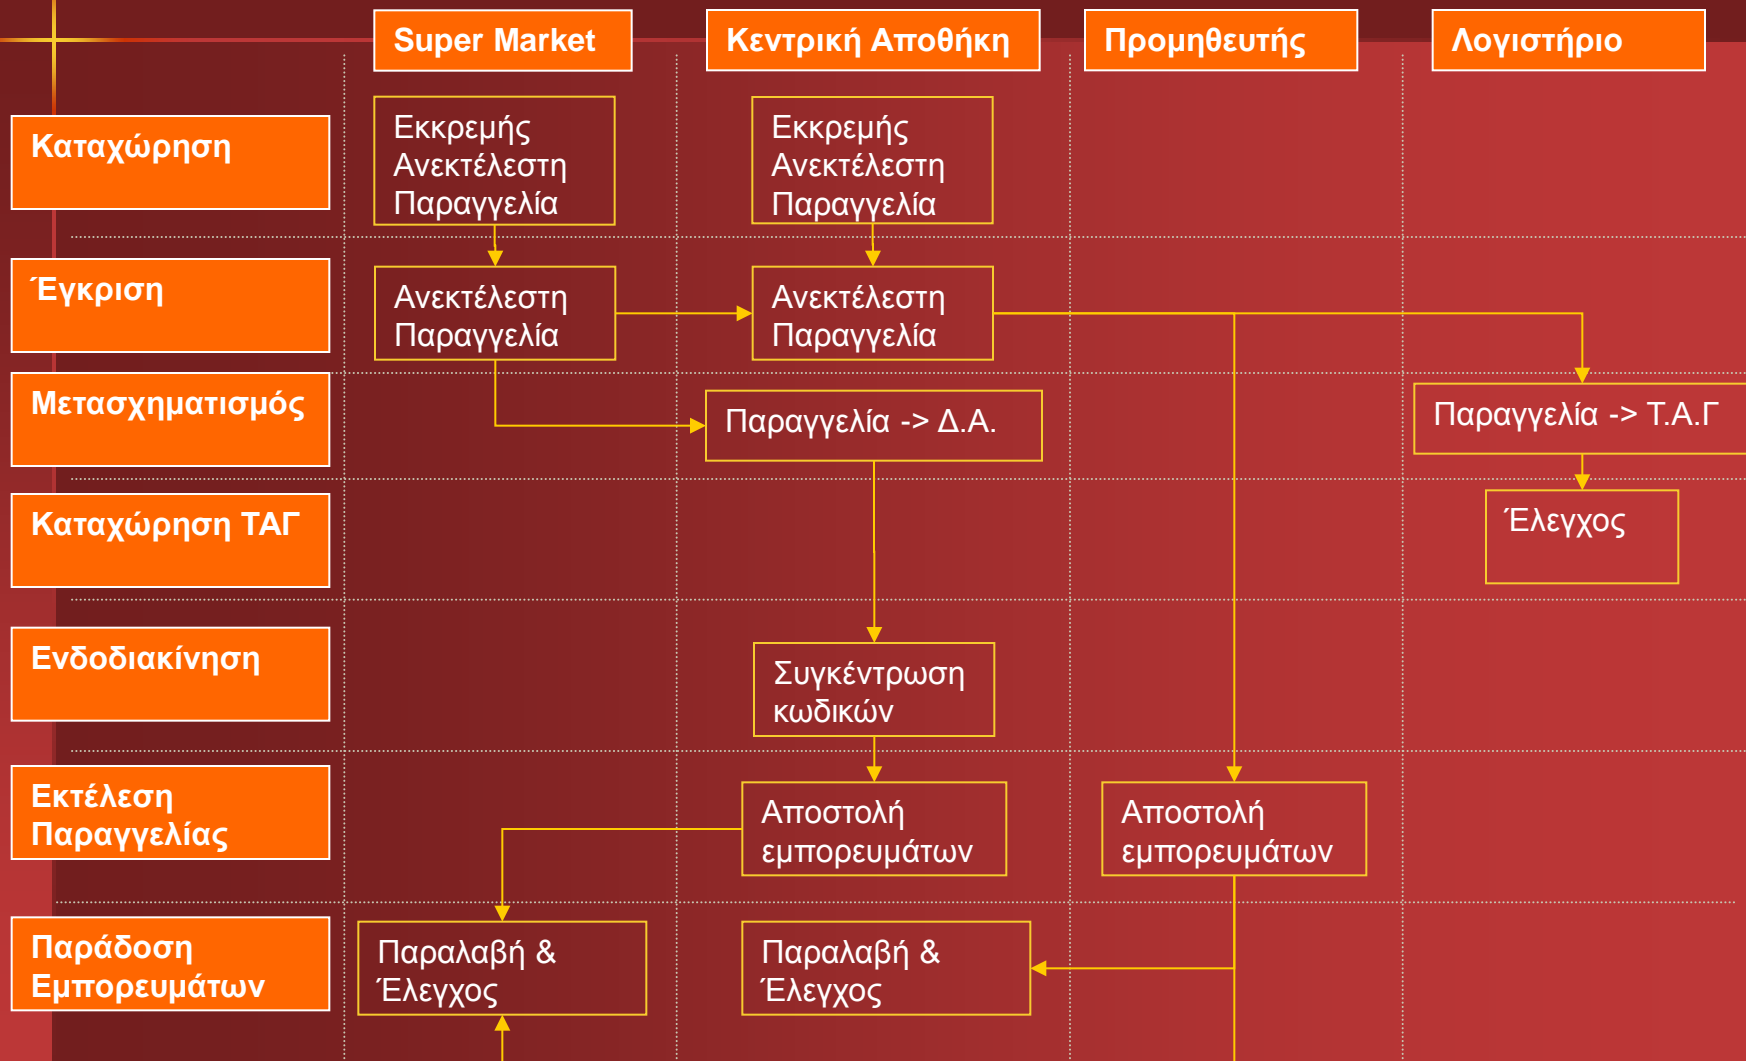 Super Market
Κεντρική Αποθήκη
Προμηθευτής
Λογιστήριο
Καταχώρηση
Εκκρεμής
Ανεκτέλεστη
Παραγγελία
Εκκρεμής
Ανεκτέλεστη
Παραγγελία
Έγκριση
Ανεκτέλεστη
Παραγγελία
Ανεκτέλεστη
Παραγγελία
Μετασχηματισμός
Παραγγελία -> Δ.Α.
Παραγγελία -> Τ.Α.Γ
Καταχώρηση ΤΑΓ
Έλεγχος
Ενδοδιακίνηση
Συγκέντρωση
κωδικών
Εκτέλεση
Παραγγελίας
Αποστολή
εμπορευμάτων
Αποστολή
εμπορευμάτων
Παράδοση
Εμπορευμάτων
Παραλαβή &
Έλεγχος
Παραλαβή &
Έλεγχος